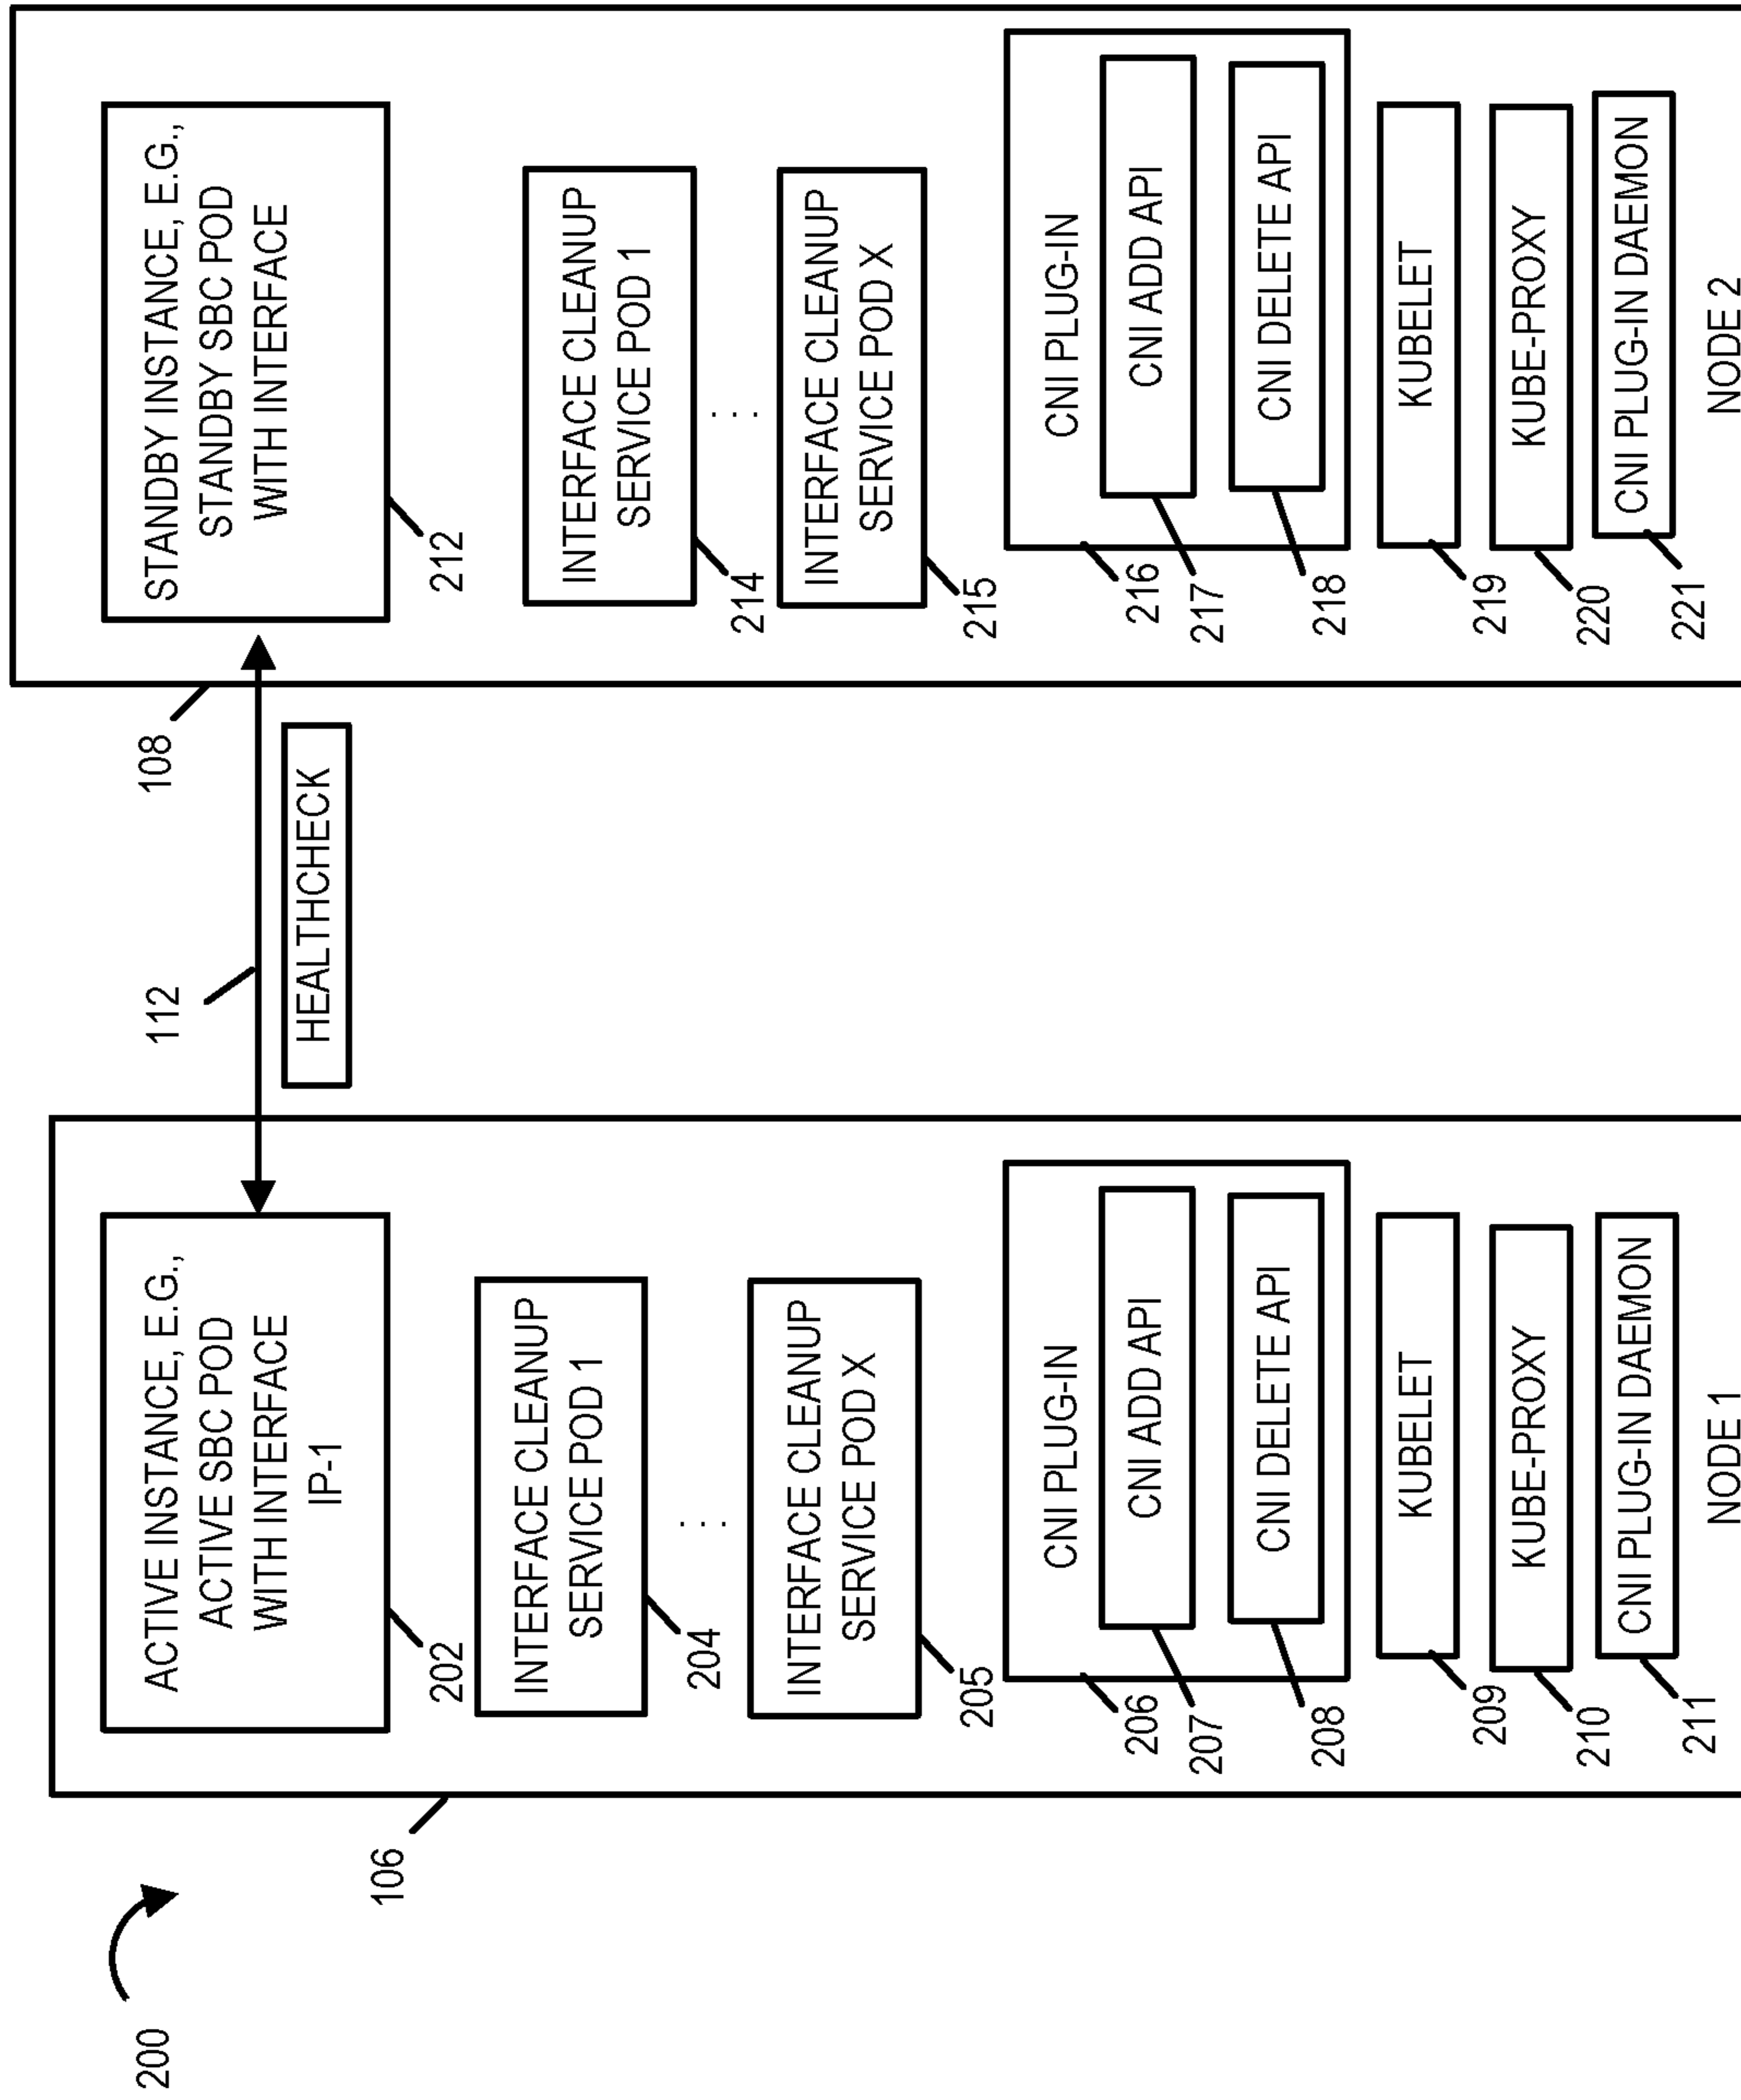 200
106
ACTIVE INSTANCE, E.G.,
ACTIVE SBC POD
WITH INTERFACE
IP-1
202
INTERFACE CLEANUP
SERVICE POD 1
204
. . .
INTERFACE CLEANUP
SERVICE POD X
205
CNI PLUG-IN
206
CNI ADD API
207
CNI DELETE API
208
KUBELET
209
KUBE-PROXY
210
CNI PLUG-IN DAEMON
211
NODE 1
112
HEALTHCHECK
108
STANDBY INSTANCE, E.G.,
STANDBY SBC POD
WITH INTERFACE
212
INTERFACE CLEANUP
SERVICE POD 1
214
. . .
INTERFACE CLEANUP
SERVICE POD X
215
CNI PLUG-IN
216
CNI ADD API
217
CNI DELETE API
218
KUBELET
219
KUBE-PROXY
220
CNI PLUG-IN DAEMON
221
NODE 2